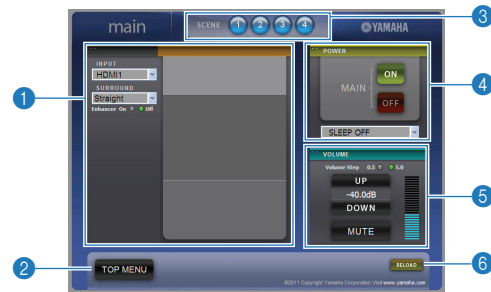 main
SCENE 1 2 3 4
YAMAHA
3
INPUT
HDMI1
SURROUND
Straight
Enhancer On Off
1
POWER
MAIN
ON
OFF
SLEEP OFF
4
VOLUME
Volume Step 0.5 5.0
UP
-40.0dB
DOWN
MUTE
5
2
TOP MENU
RELOAD
6
©2011 Copyright Yamaha Corporation Visit www.yamaha.com